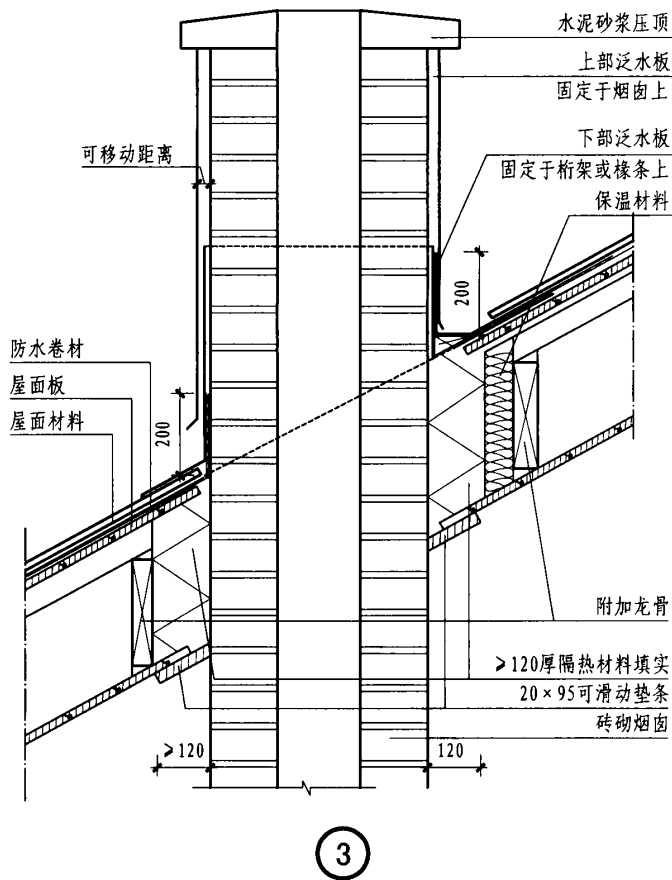 水泥砂浆压顶
上部泛水板
固定于烟囱上
可移动距离
下部泛水板
固定于桁架或椽条上
保温材料
200
防水卷材
屋面板
屋面材料
200
附加龙骨
≥120厚隔热材料填实
20×95可滑动垫条
砖砌烟囱
≥120
120
3